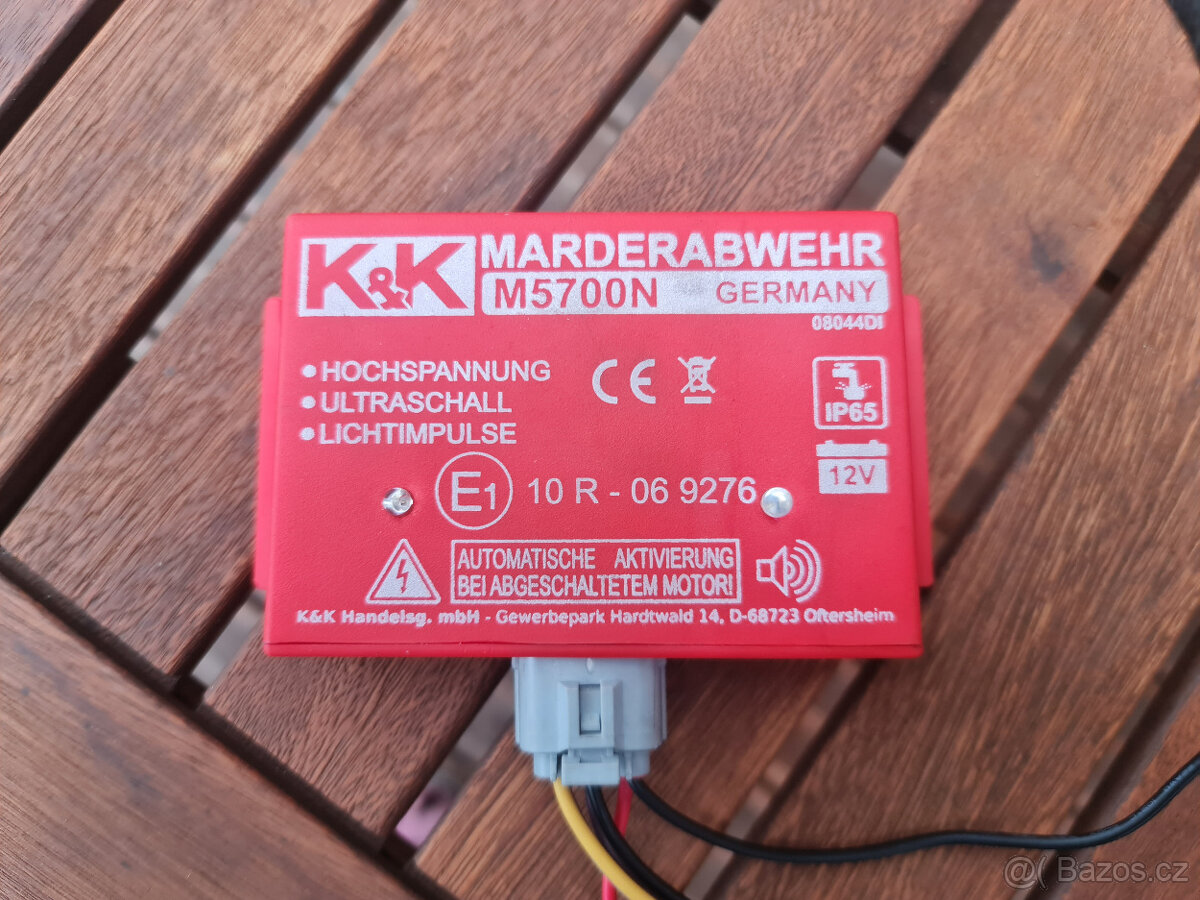 K&K
MARDERABWEHR
M5700N GERMANY
08044DI
• HOCHSPANNUNG
• ULTRASCHALL
• LICHTIMPULSE
CE
IP65
12V
E1 10 R - 06 9276
AUTOMATISCHE AKTIVIERUNG
BEI ABGESCHALTETEM MOTOR!
K&K Handelsg. mbH - Gewerbepark Hardtwald 14, D-68723 Oftersheim
Bazos.cz